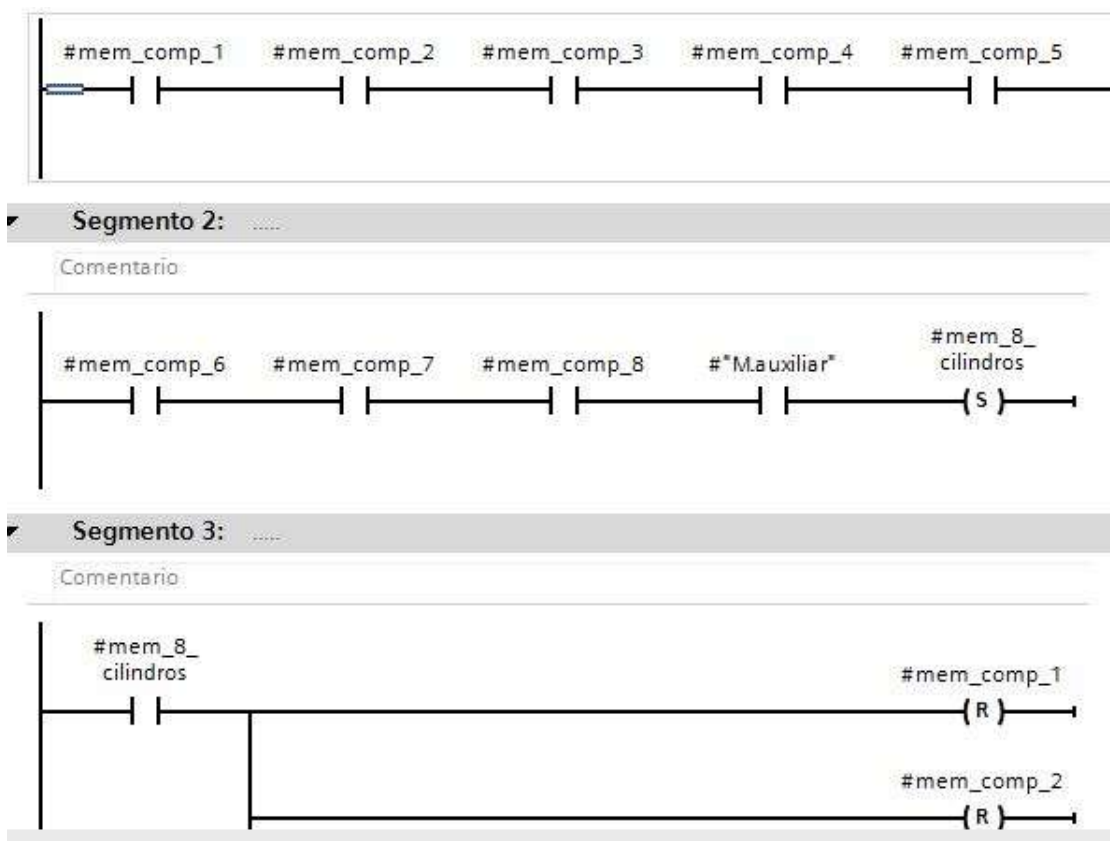 #mem_comp_1 #mem_comp_2 #mem_comp_3 #mem_comp_4 #mem_comp_5
Segmento 2: .....
Comentario
#mem_8_
#mem_comp_6 #mem_comp_7 #mem_comp_8 #"M.auxiliar" cilindros
( S )
Segmento 3: .....
Comentario
#mem_8_
cilindros
#mem_comp_1
( R )
#mem_comp_2
( R )